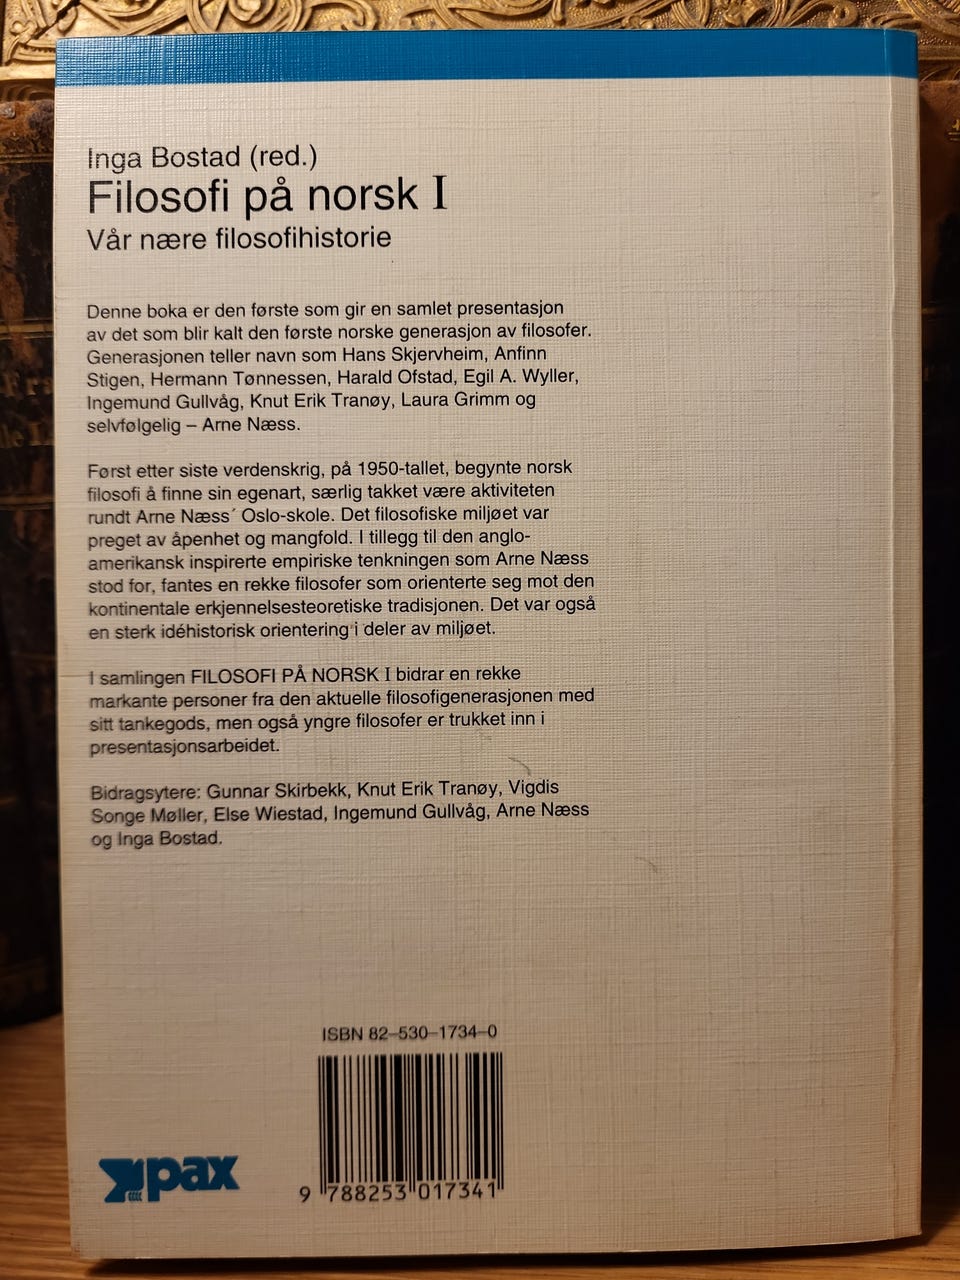 Inga Bostad (red.)
Filosofi på norsk I
Vår nære filosofihistorie
Denne boka er den første som gir en samlet presentasjon
av det som blir kalt den første norske generasjon av filosofer.
Generasjonen teller navn som Hans Skjervheim, Anfinn
Stigen, Hermann Tønnessen, Harald Ofstad, Egil A. Wyller,
Ingemund Gullvåg, Knut Erik Tranøy, Laura Grimm og
selvfølgelig – Arne Næss.
Først etter siste verdenskrig, på 1950-tallet, begynte norsk
filosofi å finne sin egenart, særlig takket være aktiviteten
rundt Arne Næss´ Oslo-skole. Det filosofiske miljøet var
preget av åpenhet og mangfold. I tillegg til den anglo-
amerikansk inspirerte empiriske tenkningen som Arne Næss
stod for, fantes en rekke filosofer som orienterte seg mot den
kontinentale erkjennelsesteoretiske tradisjonen. Det var også
en sterk idéhistorisk orientering i deler av miljøet.
I samlingen FILOSOFI PÅ NORSK I bidrar en rekke
markante personer fra den aktuelle filosofigenerasjonen med
sitt tankegods, men også yngre filosofer er trukket inn i
presentasjonsarbeidet.
Bidragsytere: Gunnar Skirbekk, Knut Erik Tranøy, Vigdis
Songe Møller, Else Wiestad, Ingemund Gullvåg, Arne Næss
og Inga Bostad.
ISBN 82–530–1734–0
9 788253 017341
pax